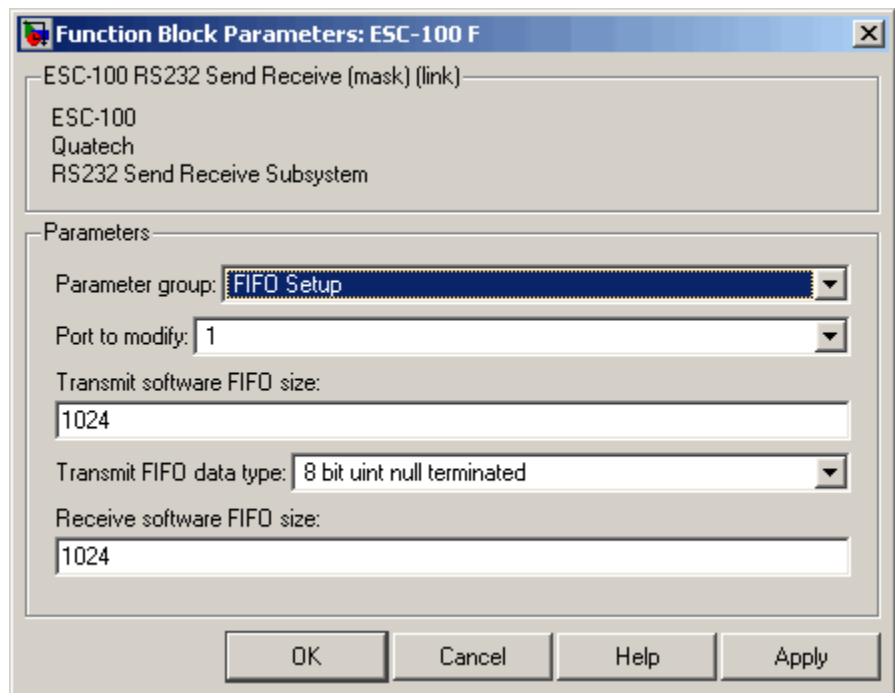 Function Block Parameters: ESC-100 F
ESC-100 RS232 Send Receive (mask) (link)
ESC-100
Quatech
RS232 Send Receive Subsystem
Parameters
Parameter group: FIFO Setup
Port to modify: 1
Transmit software FIFO size:
1024
Transmit FIFO data type: 8 bit uint null terminated
Receive software FIFO size:
1024
OK Cancel Help Apply